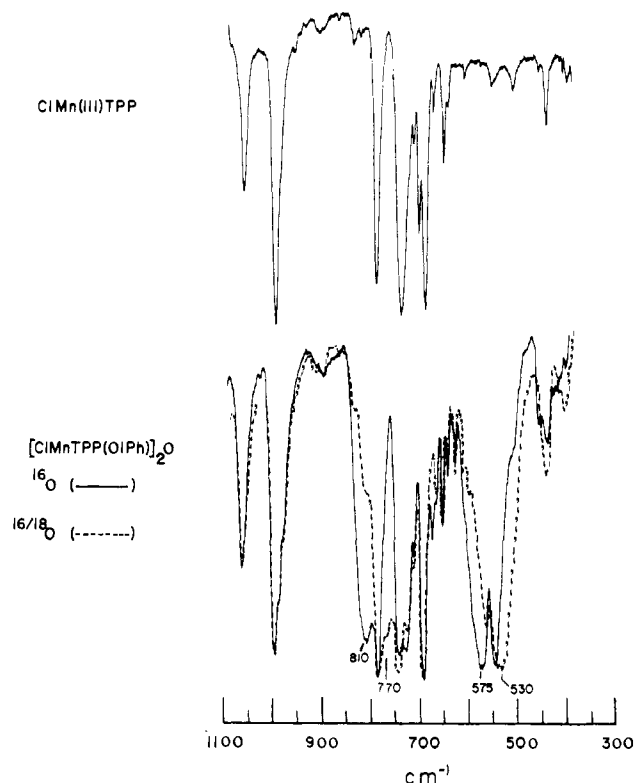 ClMn(III)TPP
[ClMnTPP(OIPh)]₂O
¹⁶O (———)
¹⁶/¹⁸O (-----)
810
770
575
530
1100 900 700 500 300
cm⁻¹